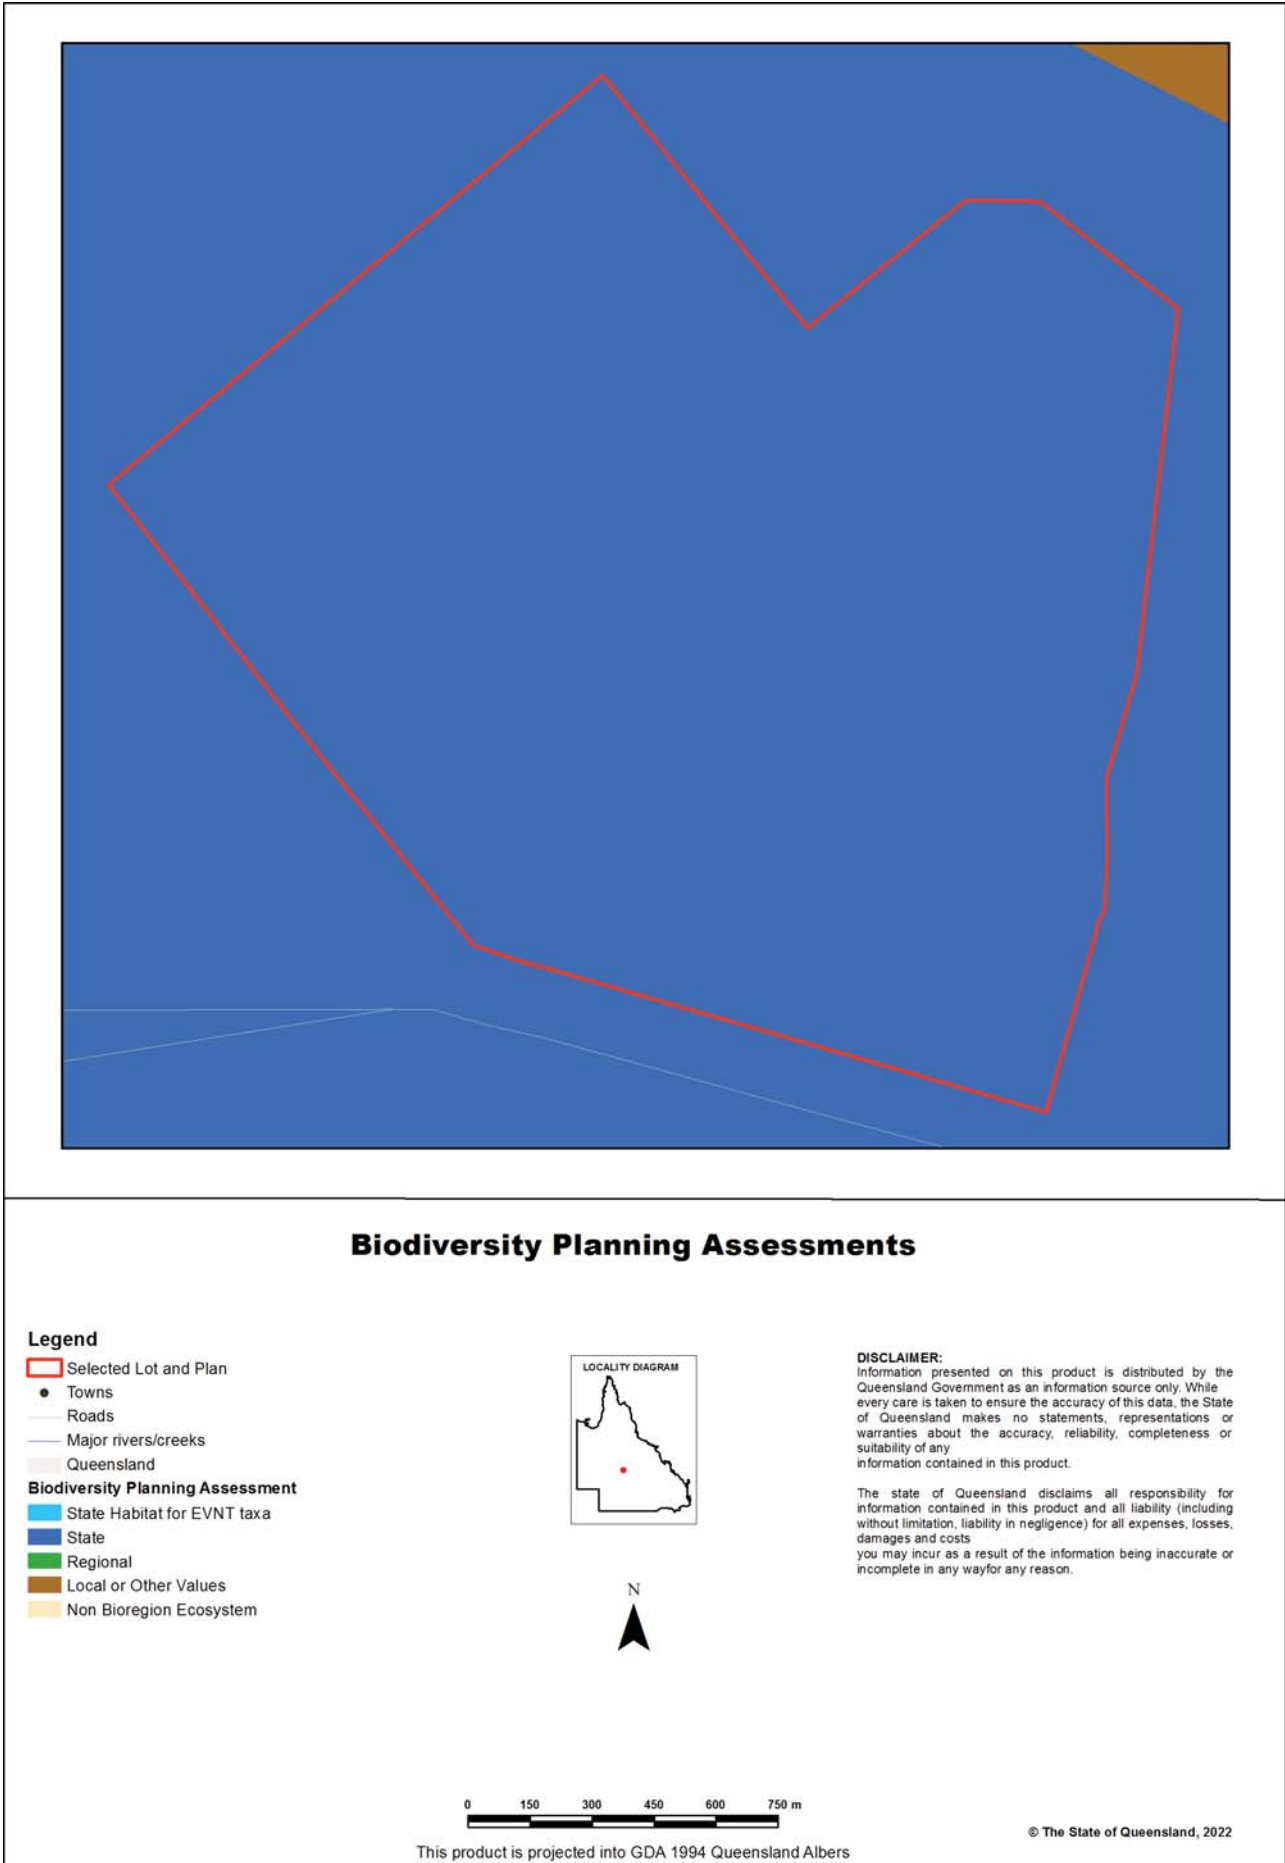 Biodiversity Planning Assessments
Legend
Selected Lot and Plan
Towns
Roads
Major rivers/creeks
Queensland
Biodiversity Planning Assessment
State Habitat for EVNT taxa
State
Regional
Local or Other Values
Non Bioregion Ecosystem
LOCALITY DIAGRAM
N
DISCLAIMER:
Information presented on this product is distributed by the
Queensland Government as an information source only. While
every care is taken to ensure the accuracy of this data, the State
of Queensland makes no statements, representations or
warranties about the accuracy, reliability, completeness or
suitability of any
information contained in this product.
The state of Queensland disclaims all responsibility for
information contained in this product and all liability (including
without limitation, liability in negligence) for all expenses, losses,
damages and costs
you may incur as a result of the information being inaccurate or
incomplete in any wayfor any reason.
0 150 300 450 600 750 m
This product is projected into GDA 1994 Queensland Albers
© The State of Queensland, 2022